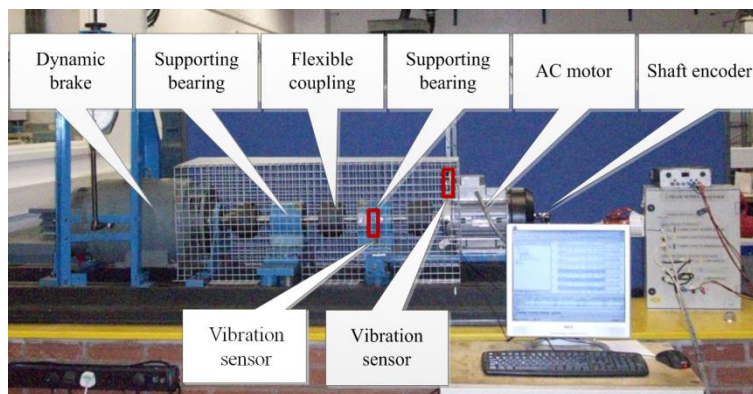 Dynamic
brake
Supporting
bearing
Flexible
coupling
Supporting
bearing
AC motor
Shaft encoder
Vibration
sensor
Vibration
sensor